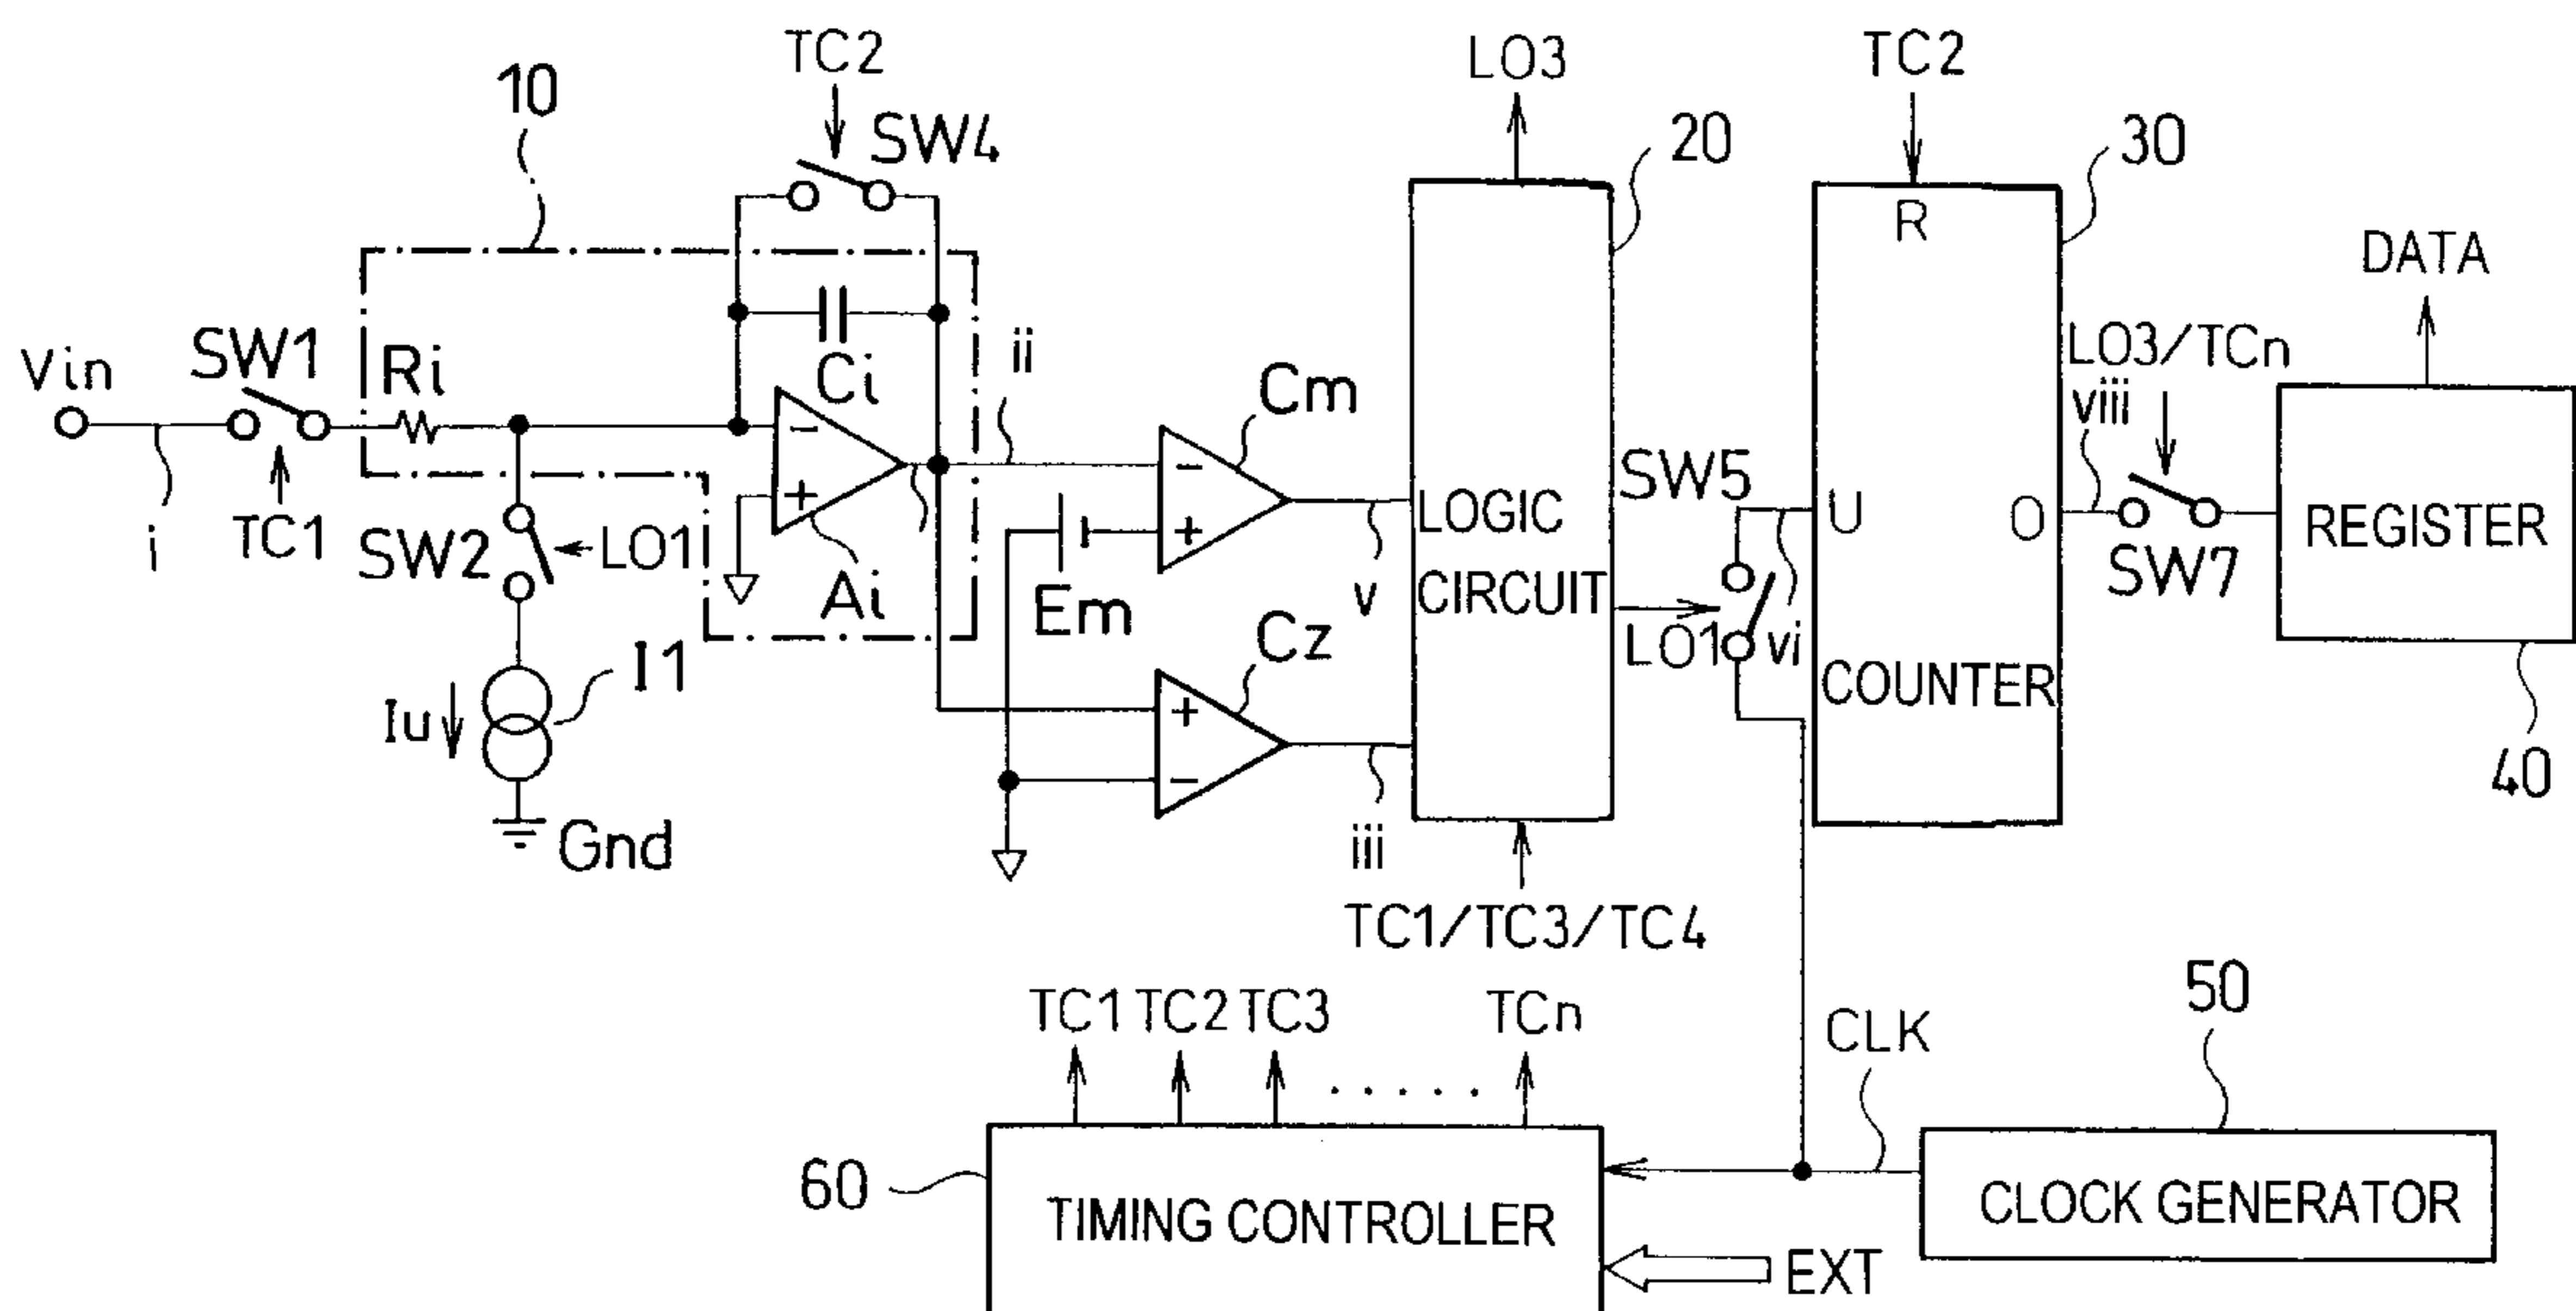 TC2
LO3
TC2
10
SW4
20
30
R
DATA
Vin
SW1
Ri
Ci
ii
Cm
LO3/TCn
viii
i
TC1
SW2
LO1
Ai
Em
v
LOGIC
CIRCUIT
SW5
U
O
SW7
REGISTER
LO1
vi
COUNTER
Iu
I1
Cz
40
Gnd
iii
TC1/TC3/TC4
TC1
TC2
TC3
.....
TCn
CLK
50
60
TIMING CONTROLLER
CLOCK GENERATOR
EXT